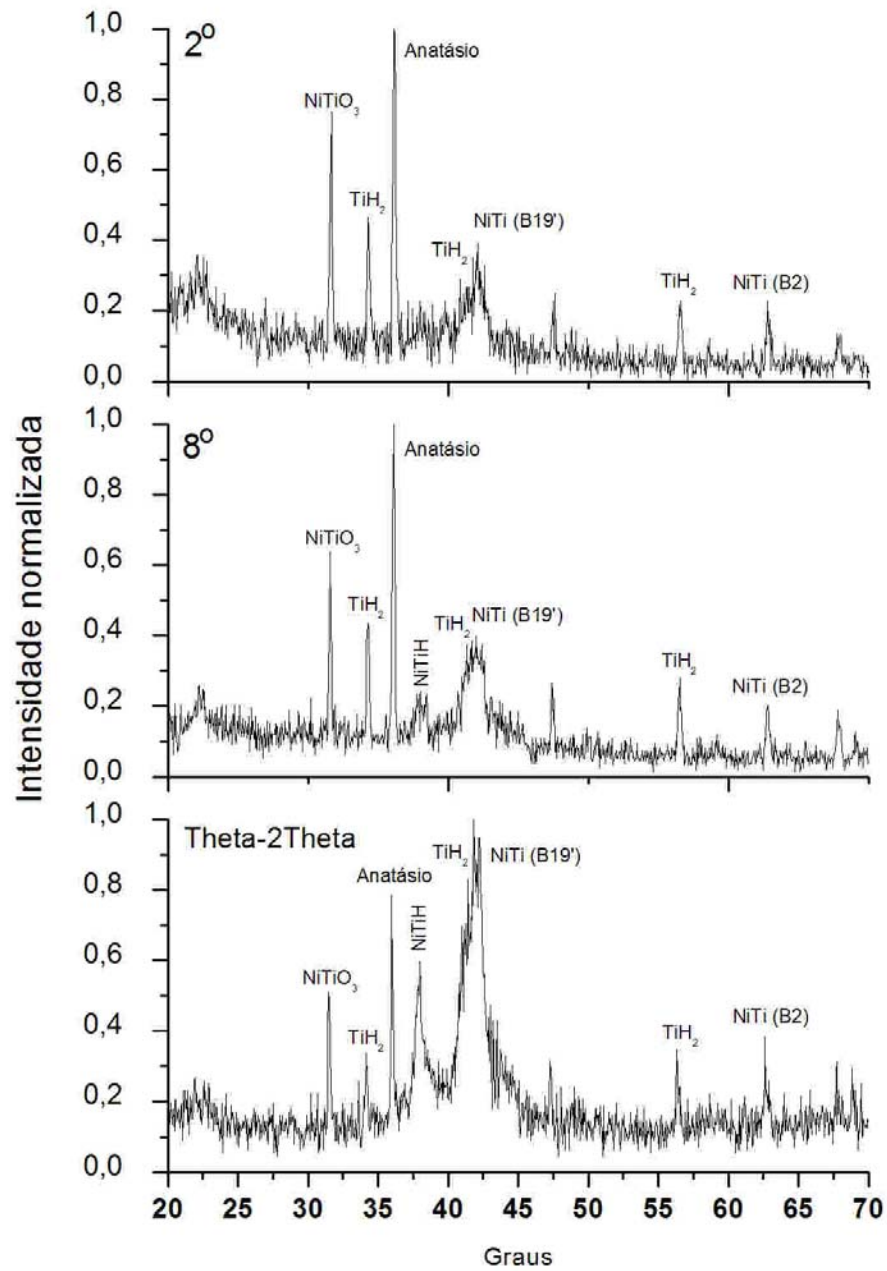 Intensidade normalizada
2º
1,0
0,8
0,6
0,4
0,2
0,0
NiTiO₃
TiH₂
Anatásio
TiH₂
NiTi (B19')
TiH₂
NiTi (B2)
8º
1,0
0,8
0,6
0,4
0,2
0,0
NiTiO₃
TiH₂
Anatásio
NiTiH
TiH₂
NiTi (B19')
TiH₂
NiTi (B2)
Theta-2Theta
1,0
0,8
0,6
0,4
0,2
0,0
NiTiO₃
TiH₂
Anatásio
NiTiH
TiH₂
NiTi (B19')
TiH₂
NiTi (B2)
20 25 30 35 40 45 50 55 60 65 70
Graus